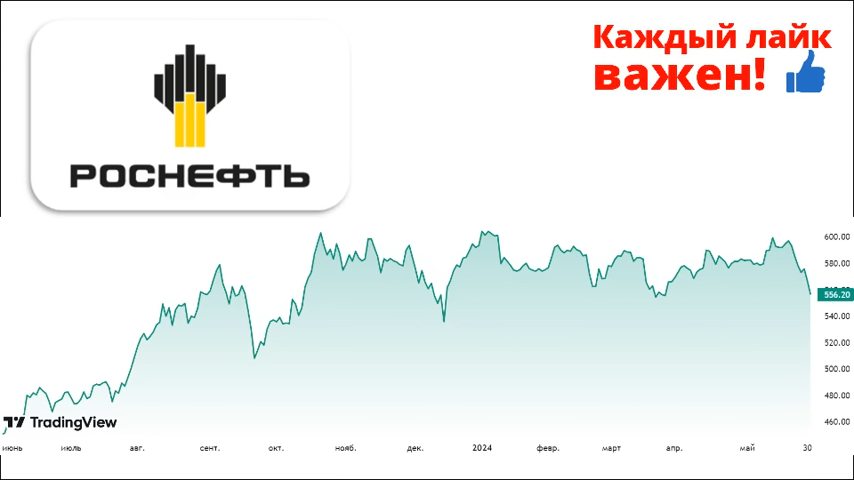 Каждый лайк
важен!
РОСНЕФТЬ
600.00
580.00
556.20
540.00
520.00
500.00
480.00
460.00
TradingView
июнь июль авг. сент. окт. нояб. дек. 2024 февр. март апр. май 30